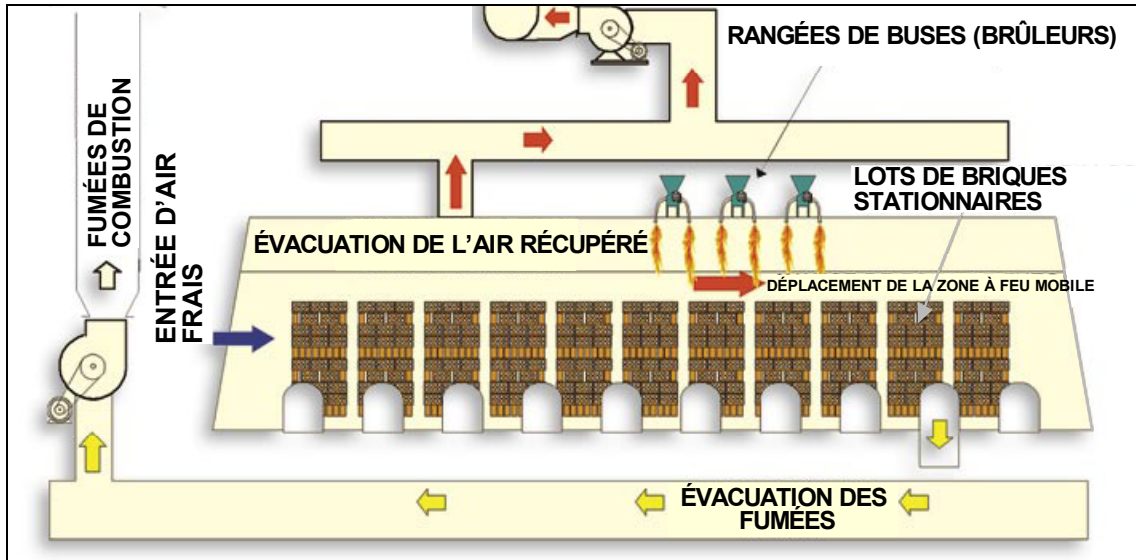 RANGÉES DE BUSES (BRÛLEURS)
FUMÉES DE
COMBUSTION
ENTRÉE D'AIR
FRAIS
LOTS DE BRIQUES
STATIONNAIRES
ÉVACUATION DE L'AIR RÉCUPÉRÉ
DÉPLACEMENT DE LA ZONE À FEU MOBILE
ÉVACUATION DES
FUMÉES